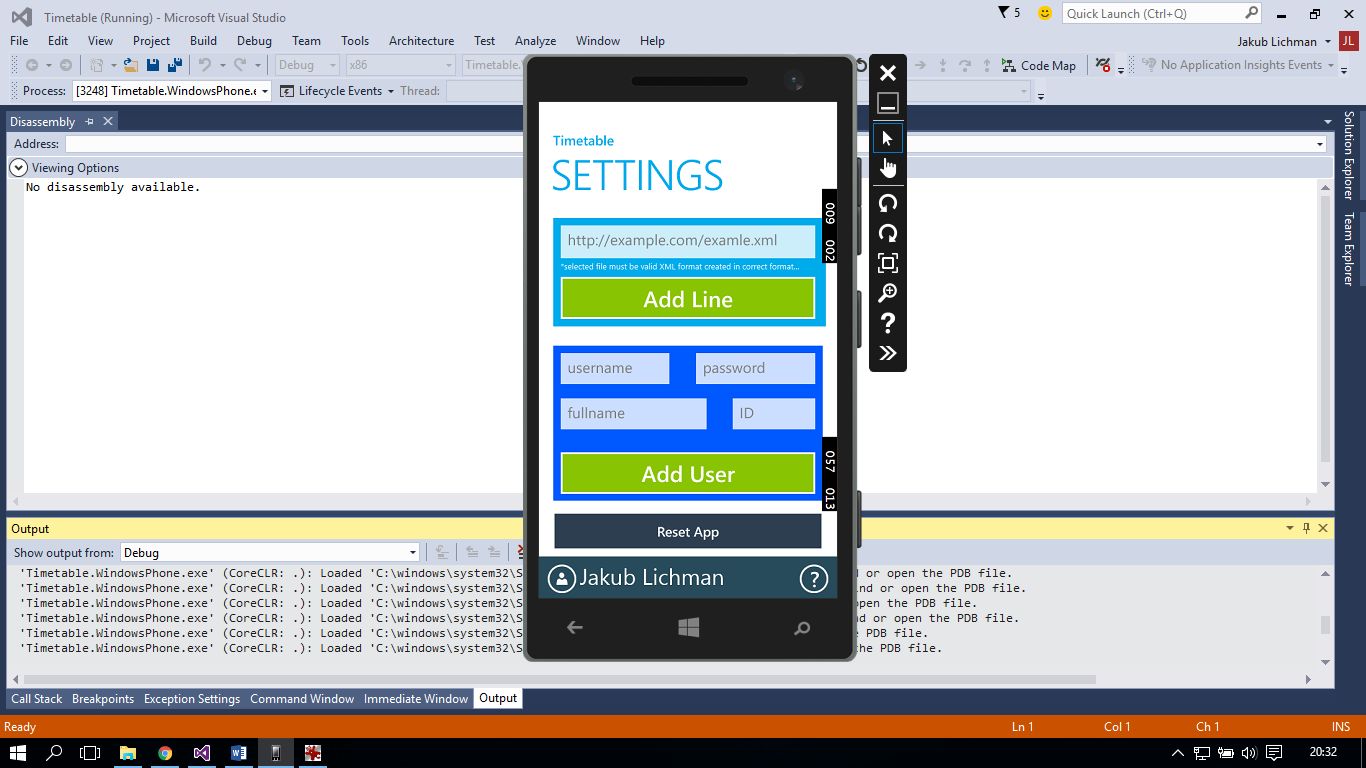 Timetable (Running) - Microsoft Visual Studio
5
Quick Launch (Ctrl+Q)
File Edit View Project Build Debug Team Tools Architecture Test Analyze Window Help
Jakub Lichman
JL
Debug
x86
Code Map
No Application Insights Events
Process:
[3248] Timetable.WindowsPhone.e
Lifecycle Events
Thread:
Disassembly
Address:
Viewing Options
No disassembly available.
Solution Explorer
Team Explorer
Timetable
SETTINGS
009 002
http://example.com/examle.xml
*selected file must be valid XML format created in correct format...
Add Line
username
password
fullname
ID
Add User
057 013
Reset App
Jakub Lichman
?
Output
Show output from:
Debug
'Timetable.WindowsPhone.exe' (CoreCLR: .): Loaded 'C:\windows\system32\S d or open the PDB file.
'Timetable.WindowsPhone.exe' (CoreCLR: .): Loaded 'C:\windows\system32\S nd or open the PDB file.
'Timetable.WindowsPhone.exe' (CoreCLR: .): Loaded 'C:\windows\system32\S open the PDB file.
'Timetable.WindowsPhone.exe' (CoreCLR: .): Loaded 'C:\windows\system32\S nd or open the PDB file.
'Timetable.WindowsPhone.exe' (CoreCLR: .): Loaded 'C:\windows\system32\S e PDB file.
'Timetable.WindowsPhone.exe' (CoreCLR: .): Loaded 'C:\windows\system32\S the PDB file.
Call Stack Breakpoints Exception Settings Command Window Immediate Window Output
Ready
Ln 1
Col 1
Ch 1
INS
20:32